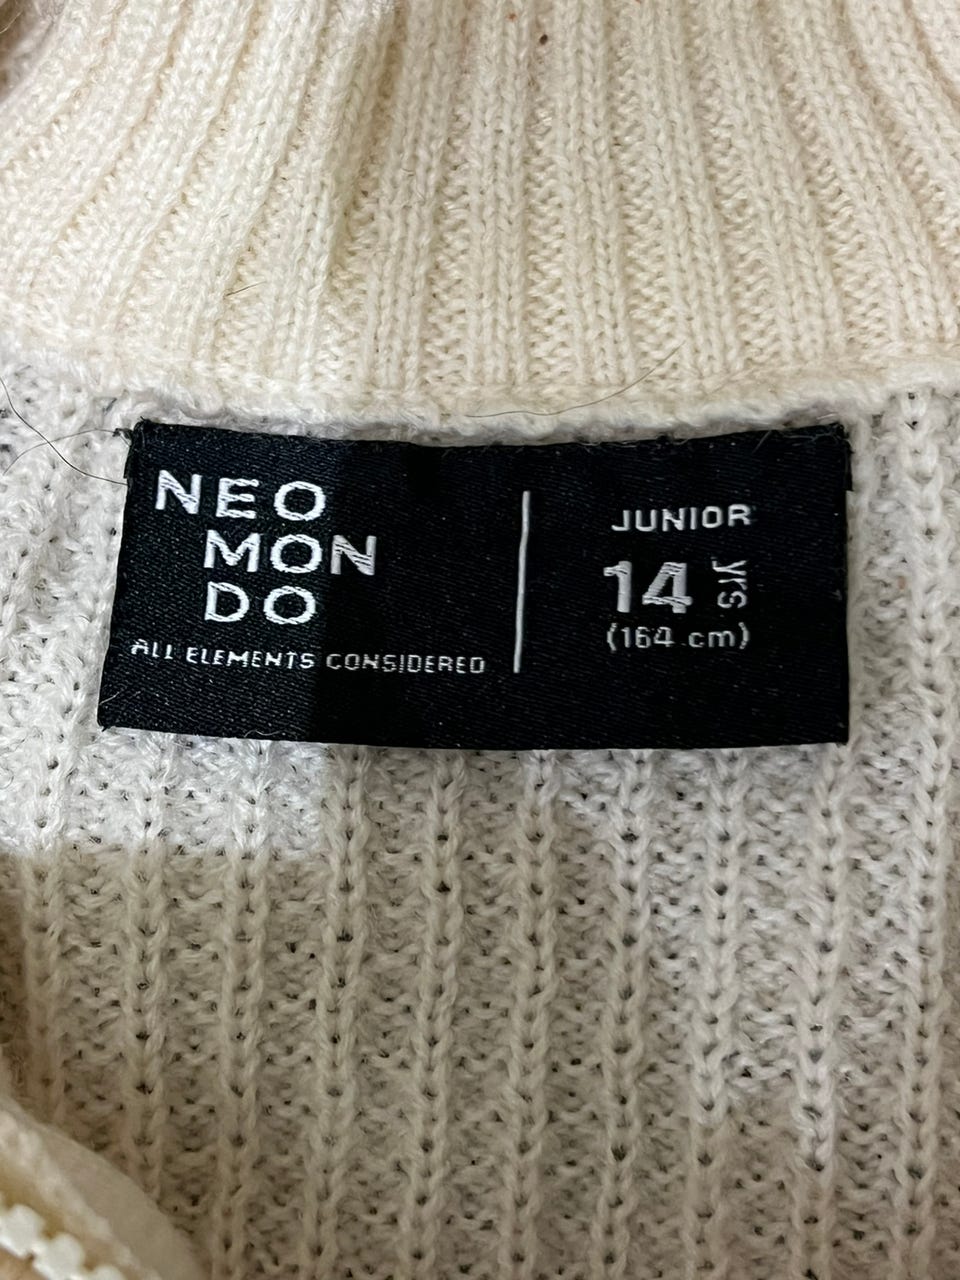 NEO
MON
DO
ALL ELEMENTS CONSIDERED
JUNIOR
14 yrs
(164 cm)